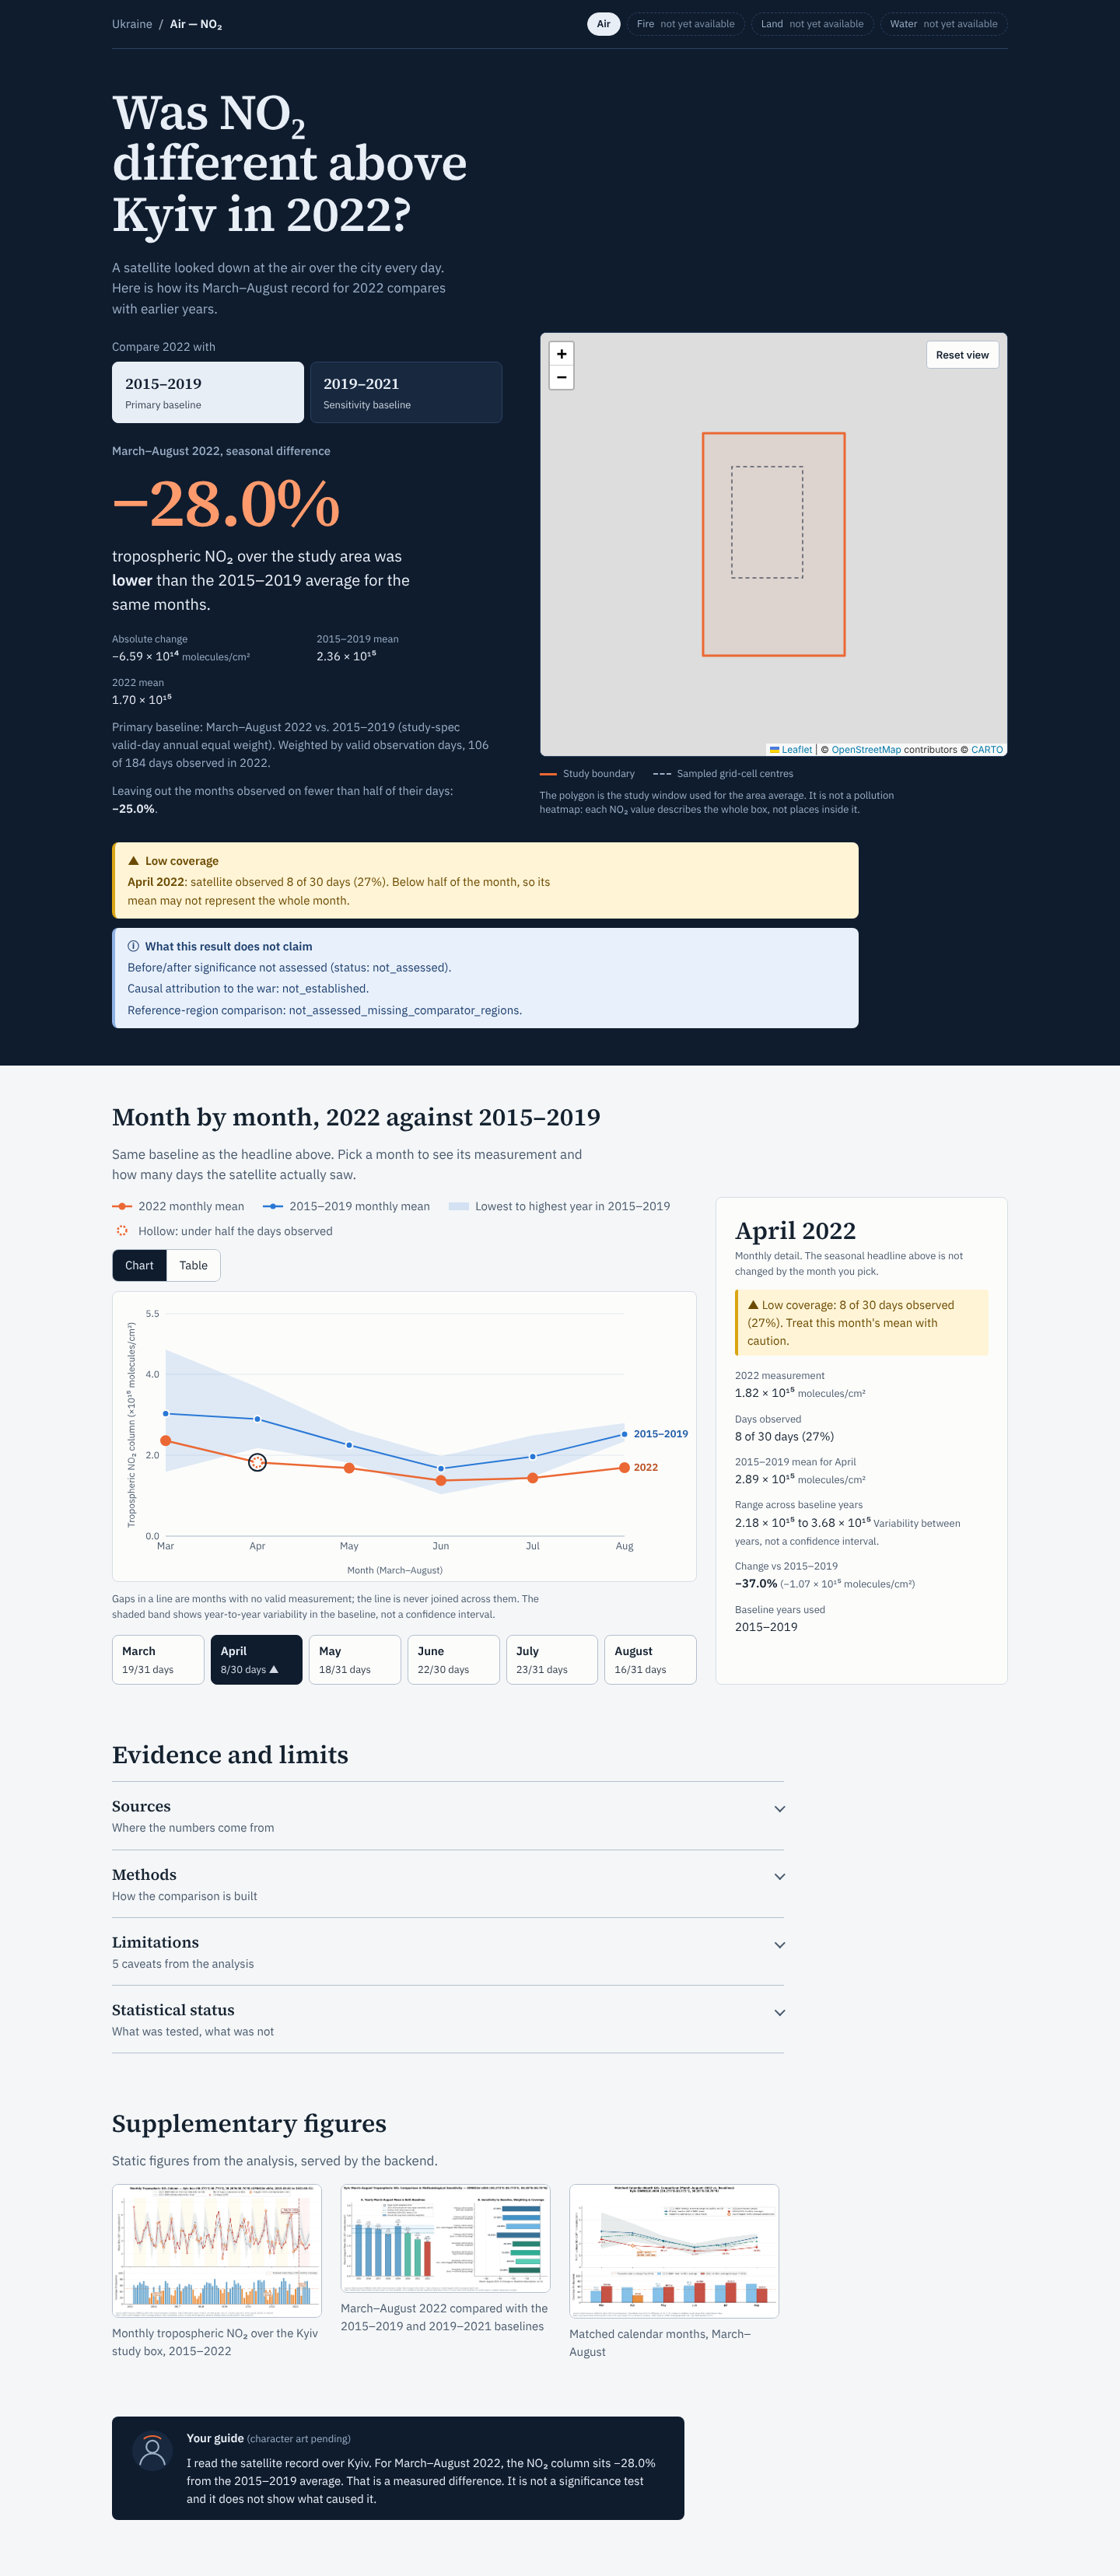 Ukraine / Air — NO₂
Air
Fire not yet available
Land not yet available
Water not yet available
Was NO₂
different above
Kyiv in 2022?
A satellite looked down at the air over the city every day.
Here is how its March–August record for 2022 compares
with earlier years.
Compare 2022 with
2015–2019
Primary baseline
2019–2021
Sensitivity baseline
March–August 2022, seasonal difference
−28.0%
tropospheric NO₂ over the study area was
lower than the 2015–2019 average for the
same months.
Absolute change
−6.59 × 10¹⁴ molecules/cm²
2015–2019 mean
2.36 × 10¹⁵
2022 mean
1.70 × 10¹⁵
Primary baseline: March–August 2022 vs. 2015–2019 (study-spec
valid-day annual equal weight). Weighted by valid observation days, 106
of 184 days observed in 2022.
Leaving out the months observed on fewer than half of their days:
−25.0%.
+
−
Reset view
Leaflet | © OpenStreetMap contributors © CARTO
Study boundary
Sampled grid-cell centres
The polygon is the study window used for the area average. It is not a pollution
heatmap: each NO₂ value describes the whole box, not places inside it.
▲ Low coverage
April 2022: satellite observed 8 of 30 days (27%). Below half of the month, so its
mean may not represent the whole month.
ⓘ What this result does not claim
Before/after significance not assessed (status: not_assessed).
Causal attribution to the war: not_established.
Reference-region comparison: not_assessed_missing_comparator_regions.
Month by month, 2022 against 2015–2019
Same baseline as the headline above. Pick a month to see its measurement and
how many days the satellite actually saw.
2022 monthly mean
2015–2019 monthly mean
Lowest to highest year in 2015–2019
Hollow: under half the days observed
Chart
Table
Tropospheric NO₂ column (×10¹⁵ molecules/cm²)
5.5
4.0
2.0
0.0
2015–2019
2022
Mar
Apr
May
Jun
Jul
Aug
Month (March–August)
Gaps in a line are months with no valid measurement; the line is never joined across them. The
shaded band shows year-to-year variability in the baseline, not a confidence interval.
March
19/31 days
April
8/30 days ▲
May
18/31 days
June
22/30 days
July
23/31 days
August
16/31 days
April 2022
Monthly detail. The seasonal headline above is not
changed by the month you pick.
▲ Low coverage: 8 of 30 days observed
(27%). Treat this month's mean with
caution.
2022 measurement
1.82 × 10¹⁵ molecules/cm²
Days observed
8 of 30 days (27%)
2015–2019 mean for April
2.89 × 10¹⁵ molecules/cm²
Range across baseline years
2.18 × 10¹⁵ to 3.68 × 10¹⁵ Variability between
years, not a confidence interval.
Change vs 2015–2019
−37.0% (−1.07 × 10¹⁵ molecules/cm²)
Baseline years used
2015–2019
Evidence and limits
Sources
Where the numbers come from
Methods
How the comparison is built
Limitations
5 caveats from the analysis
Statistical status
What was tested, what was not
Supplementary figures
Static figures from the analysis, served by the backend.
Monthly tropospheric NO₂ over the Kyiv
study box, 2015–2022
March–August 2022 compared with the
2015–2019 and 2019–2021 baselines
Matched calendar months, March–
August
Your guide (character art pending)
I read the satellite record over Kyiv. For March–August 2022, the NO₂ column sits −28.0%
from the 2015–2019 average. That is a measured difference. It is not a significance test
and it does not show what caused it.